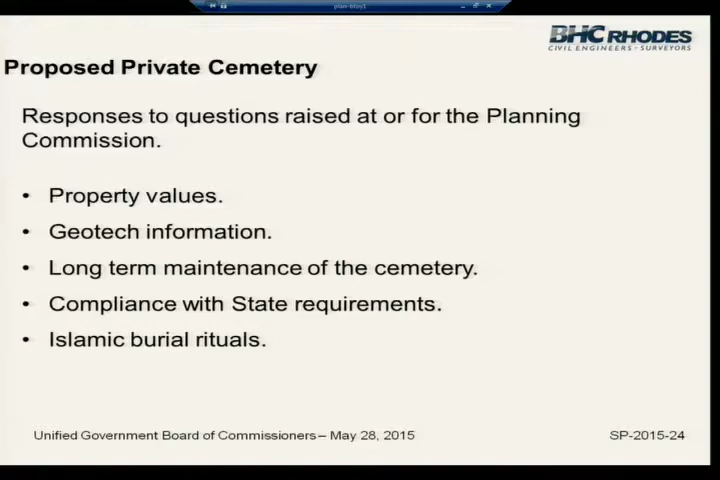 BHC RHODES
CIVIL ENGINEERS · SURVEYORS
Proposed Private Cemetery
Responses to questions raised at or for the Planning
Commission.
• Property values.
• Geotech information.
• Long term maintenance of the cemetery.
• Compliance with State requirements.
• Islamic burial rituals.
Unified Government Board of Commissioners – May 28, 2015
SP-2015-24